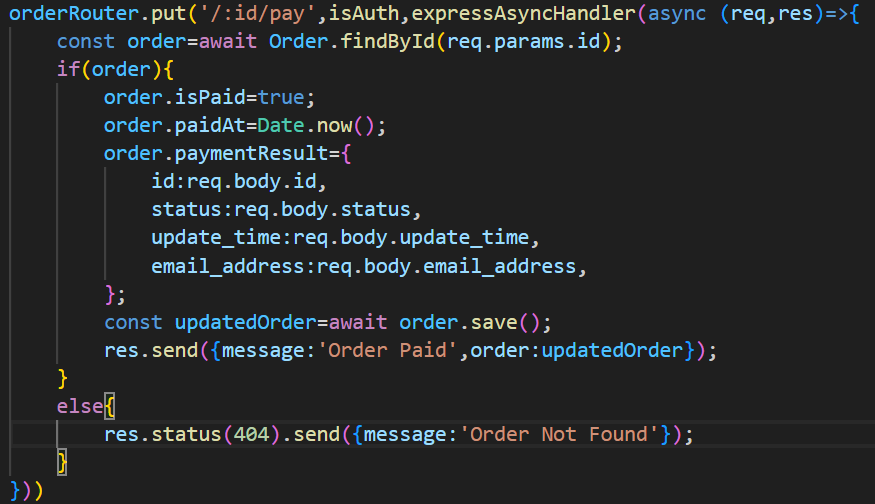 orderRouter.put('/:id/pay',isAuth,expressAsyncHandler(async (req,res)=>{
    const order=await Order.findById(req.params.id);
    if(order){
        order.isPaid=true;
        order.paidAt=Date.now();
        order.paymentResult={
            id:req.body.id,
            status:req.body.status,
            update_time:req.body.update_time,
            email_address:req.body.email_address,
        };
        const updatedOrder=await order.save();
        res.send({message:'Order Paid',order:updatedOrder});
    }
    else{
        res.status(404).send({message:'Order Not Found'});
    }
}))